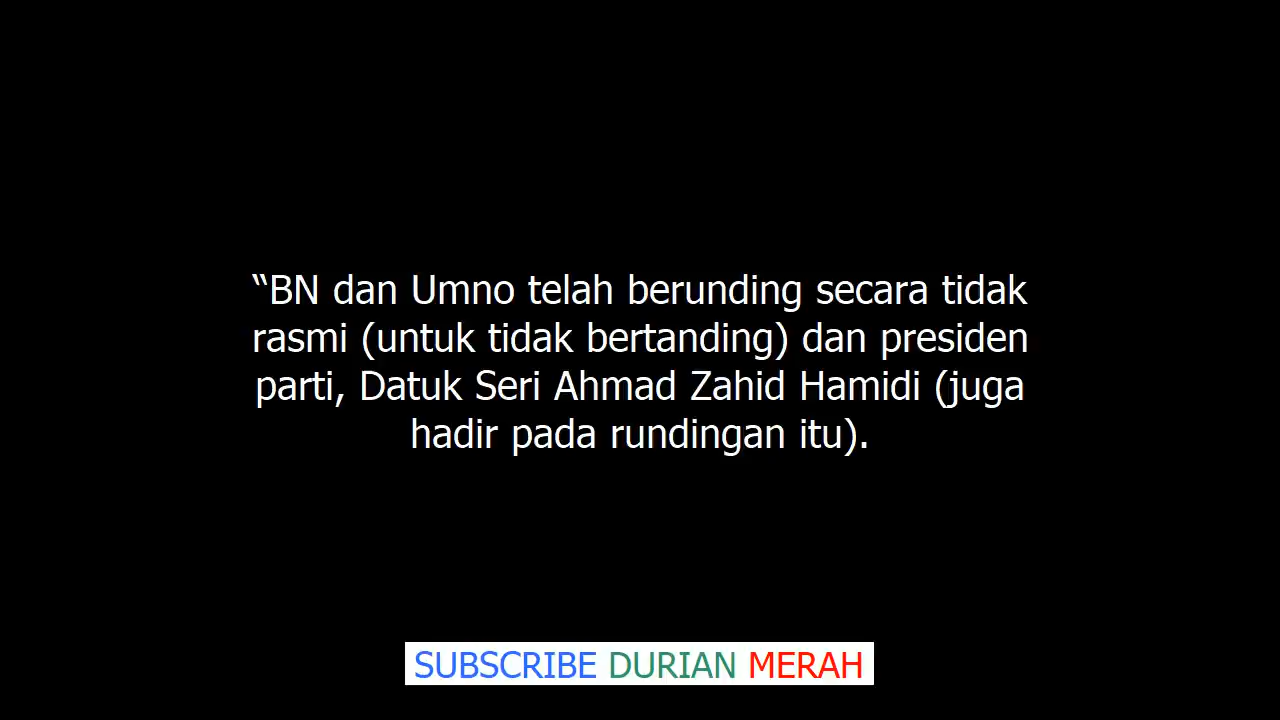 “BN dan Umno telah berunding secara tidak
rasmi (untuk tidak bertanding) dan presiden
parti, Datuk Seri Ahmad Zahid Hamidi (juga
hadir pada rundingan itu).
SUBSCRIBE DURIAN MERAH